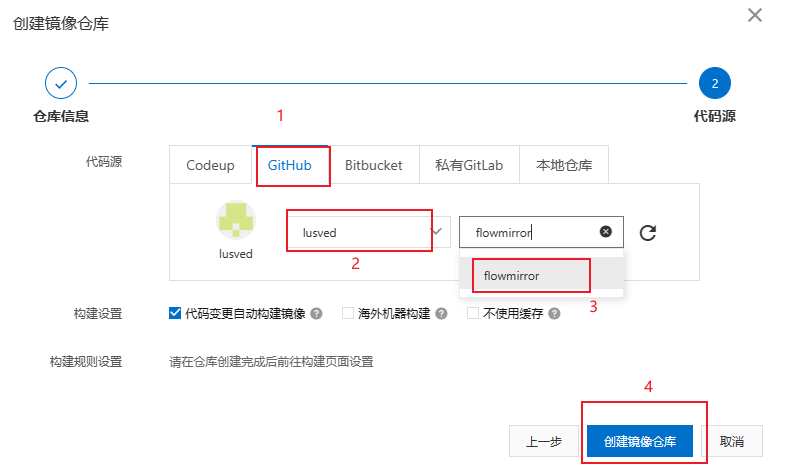 创建镜像仓库
2
仓库信息
代码源
1
代码源
Codeup
GitHub
Bitbucket
私有GitLab
本地仓库
lusved
flowmirror
lusved
2
flowmirror
3
构建设置
代码变更自动构建镜像
海外机器构建
不使用缓存
构建规则设置
请在仓库创建完成后前往构建页面设置
4
上一步
创建镜像仓库
取消